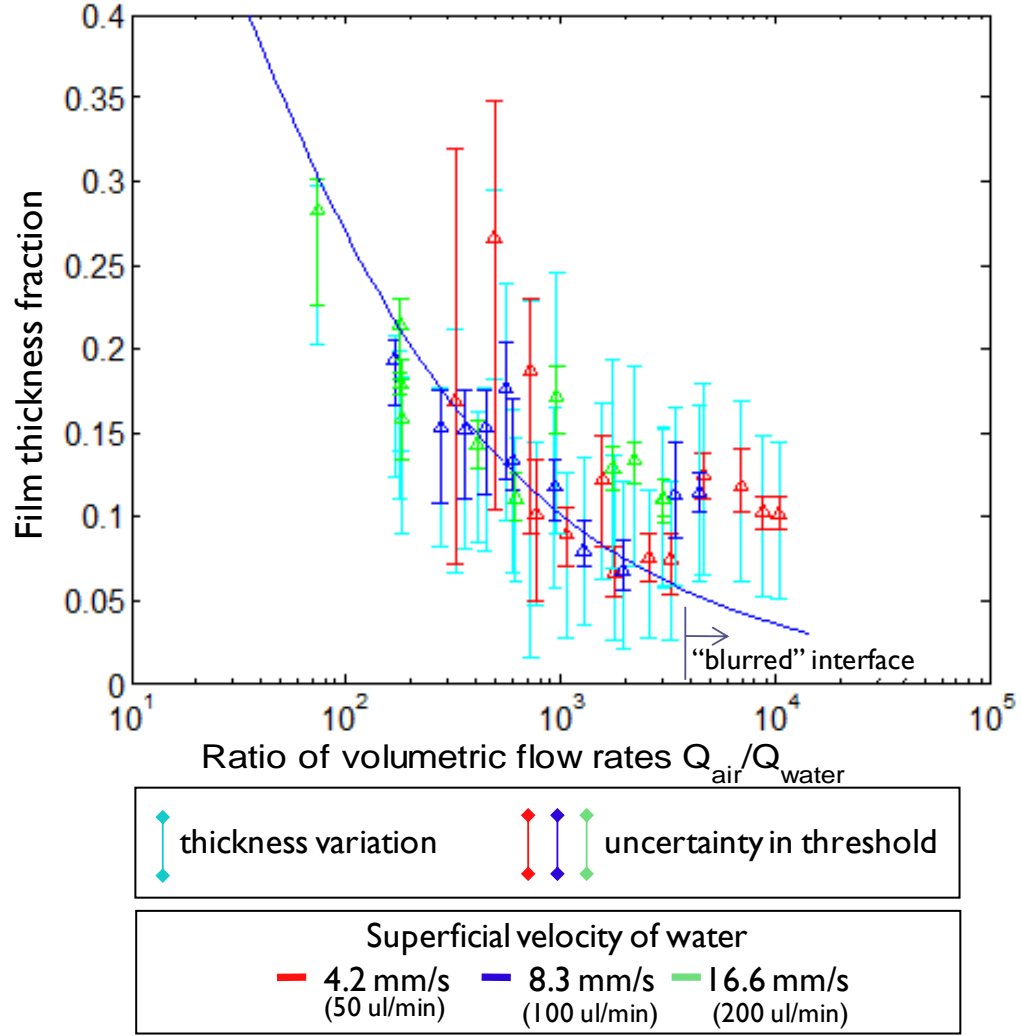 0.4
0.35
0.3
0.25
0.2
0.15
0.1
0.05
0
Film thickness fraction
"blurred" interface
10^1 10^2 10^3 10^4 10^5
Ratio of volumetric flow rates Q_air/Q_water
thickness variation uncertainty in threshold
Superficial velocity of water
4.2 mm/s 8.3 mm/s 16.6 mm/s
(50 ul/min) (100 ul/min) (200 ul/min)